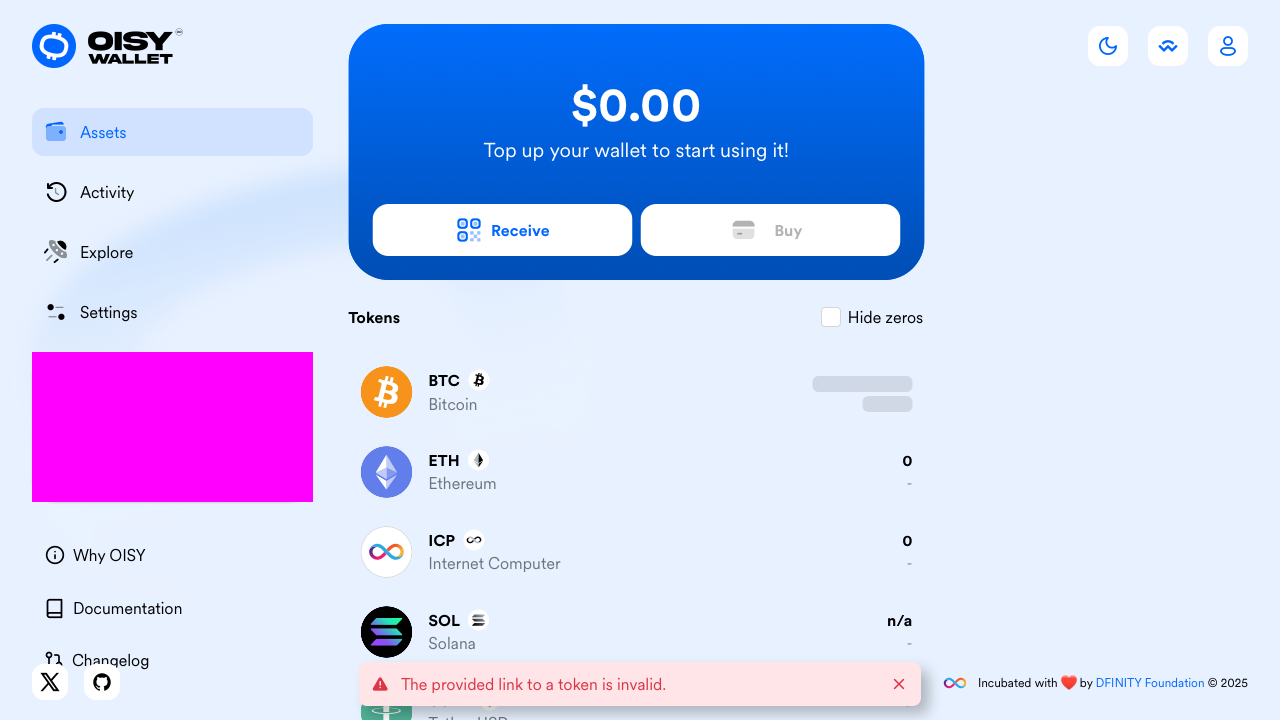 OISY
WALLET
Assets
Activity
Explore
Settings
Why OISY
Documentation
Changelog
$0.00
Top up your wallet to start using it!
Receive
Buy
Tokens
Hide zeros
BTC
Bitcoin
ETH
0
Ethereum
-
ICP
0
Internet Computer
-
SOL
n/a
Solana
-
The provided link to a token is invalid.
Incubated with ❤️ by DFINITY Foundation © 2025